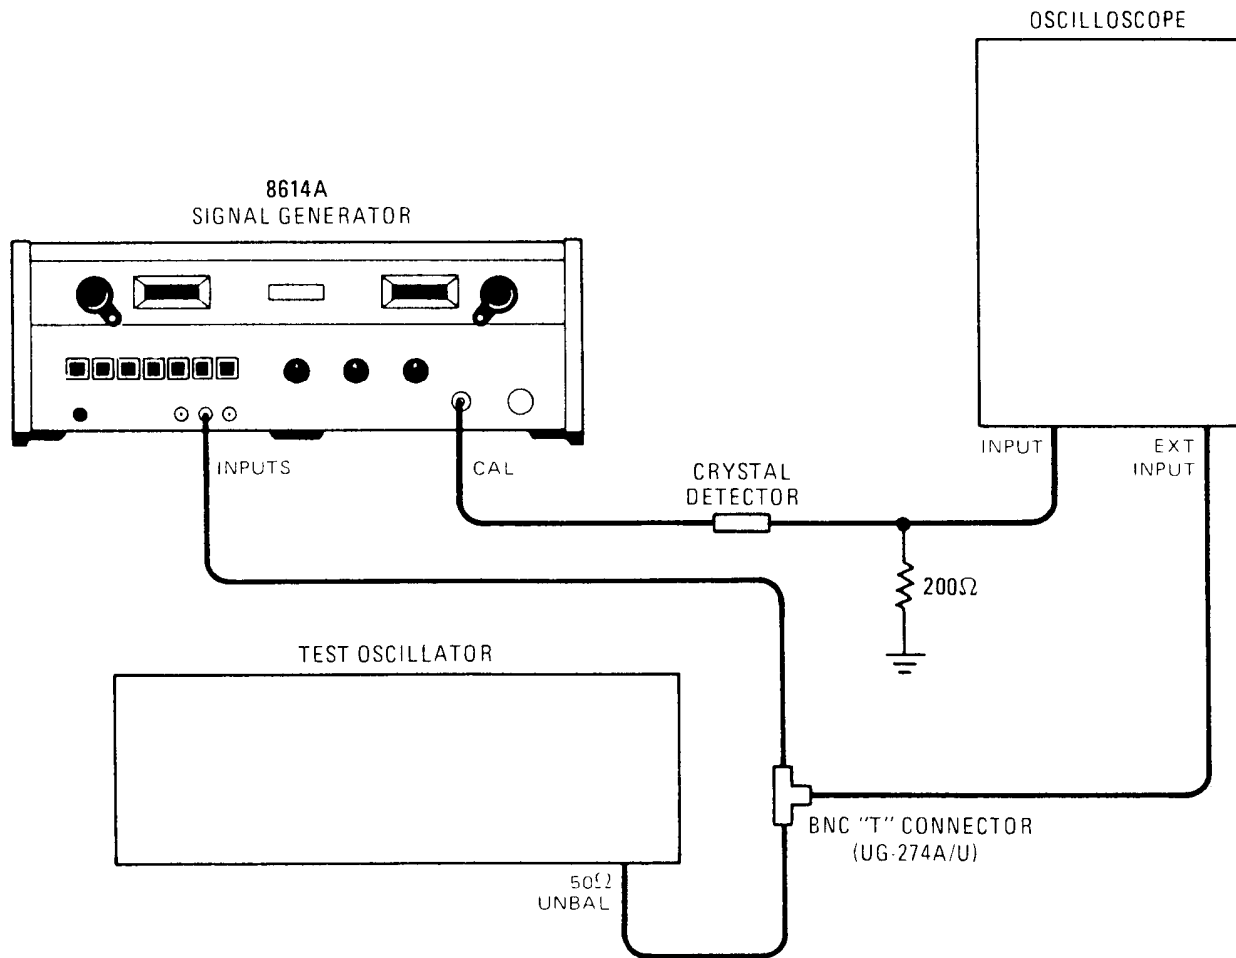 OSCILLOSCOPE
8614A
SIGNAL GENERATOR
INPUTS
CAL
CRYSTAL
DETECTOR
INPUT
EXT
INPUT
200Ω
TEST OSCILLATOR
50Ω
UNBAL
BNC "T" CONNECTOR
(UG-274A/U)